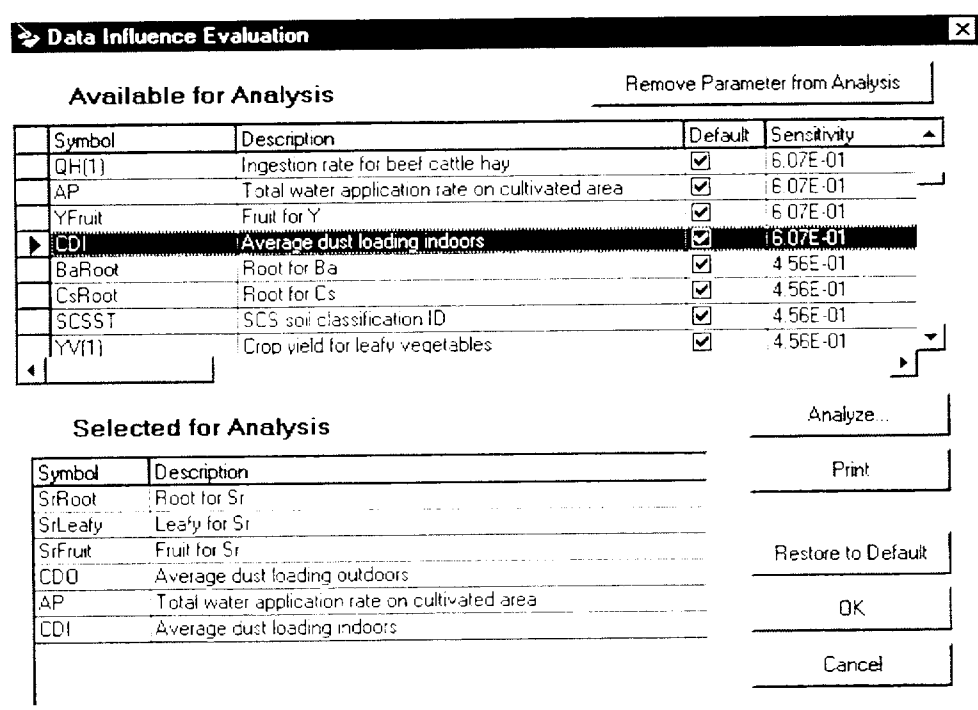 Data Influence Evaluation
Available for Analysis
Remove Parameter from Analysis
Symbol Description Default Sensitivity
QH(1) Ingestion rate for beef cattle hay 6.07E-01
AP Total water application rate on cultivated area 6.07E-01
YFruit Fruit for Y 6.07E-01
CDI Average dust loading indoors 6.07E-01
BaRoot Root for Ba 4.56E-01
CsRoot Root for Cs 4.56E-01
SCSST SCS soil classification ID 4.56E-01
YV(1) Crop yield for leafy vegetables 4.56E-01
Selected for Analysis
Analyze...
Symbol Description
Print
SrRoot Root for Sr
SrLeafy Leafy for Sr
SrFruit Fruit for Sr
Restore to Default
CDO Average dust loading outdoors
AP Total water application rate on cultivated area
OK
CDI Average dust loading indoors
Cancel